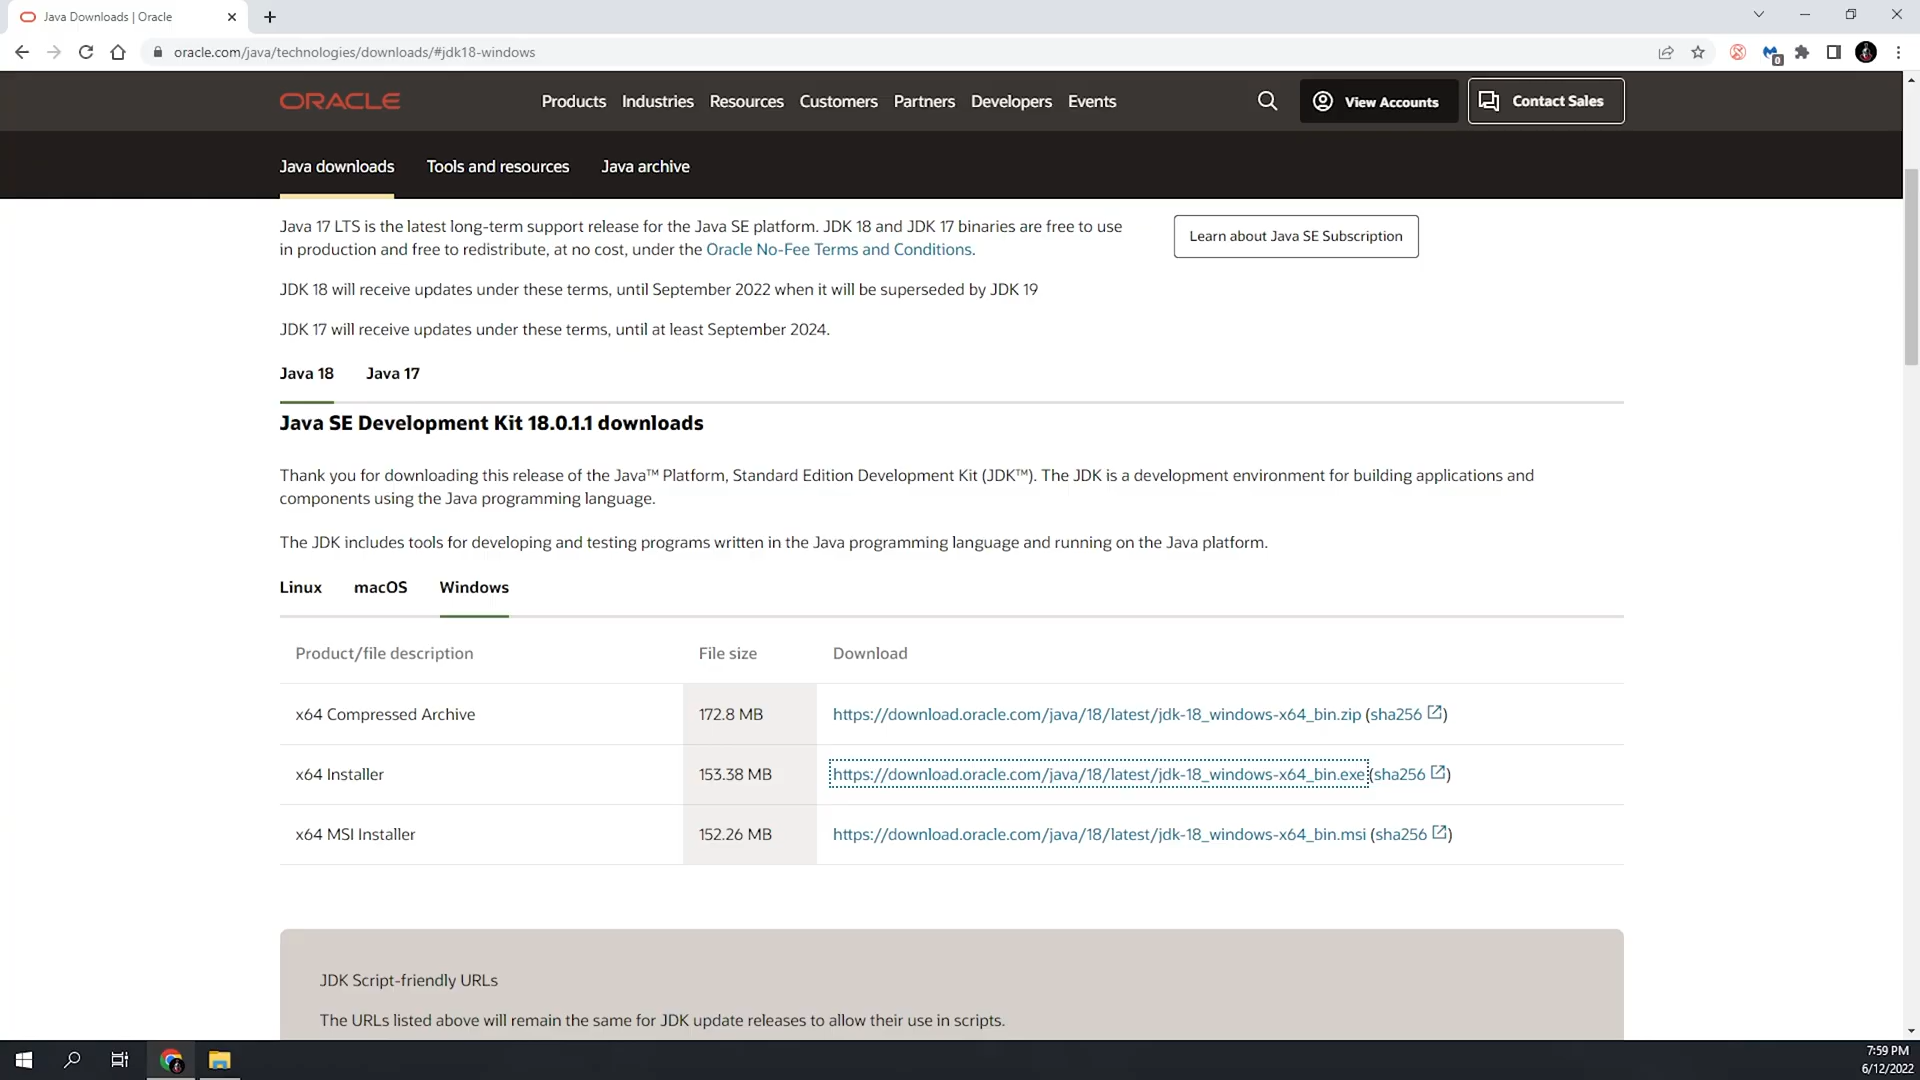 Java Downloads | Oracle
oracle.com/java/technologies/downloads/#jdk18-windows
0
ORACLE
Products Industries Resources Customers Partners Developers Events
View Accounts
Contact Sales
Java downloads Tools and resources Java archive
Java 17 LTS is the latest long-term support release for the Java SE platform. JDK 18 and JDK 17 binaries are free to use
in production and free to redistribute, at no cost, under the Oracle No-Fee Terms and Conditions.
Learn about Java SE Subscription
JDK 18 will receive updates under these terms, until September 2022 when it will be superseded by JDK 19
JDK 17 will receive updates under these terms, until at least September 2024.
Java 18 Java 17
Java SE Development Kit 18.0.1.1 downloads
Thank you for downloading this release of the Java™ Platform, Standard Edition Development Kit (JDK™). The JDK is a development environment for building applications and
components using the Java programming language.
The JDK includes tools for developing and testing programs written in the Java programming language and running on the Java platform.
Linux macOS Windows
Product/file description File size Download
x64 Compressed Archive 172.8 MB https://download.oracle.com/java/18/latest/jdk-18_windows-x64_bin.zip (sha256)
x64 Installer 153.38 MB https://download.oracle.com/java/18/latest/jdk-18_windows-x64_bin.exe (sha256)
x64 MSI Installer 152.26 MB https://download.oracle.com/java/18/latest/jdk-18_windows-x64_bin.msi (sha256)
JDK Script-friendly URLs
The URLs listed above will remain the same for JDK update releases to allow their use in scripts.
7:59 PM
6/12/2022